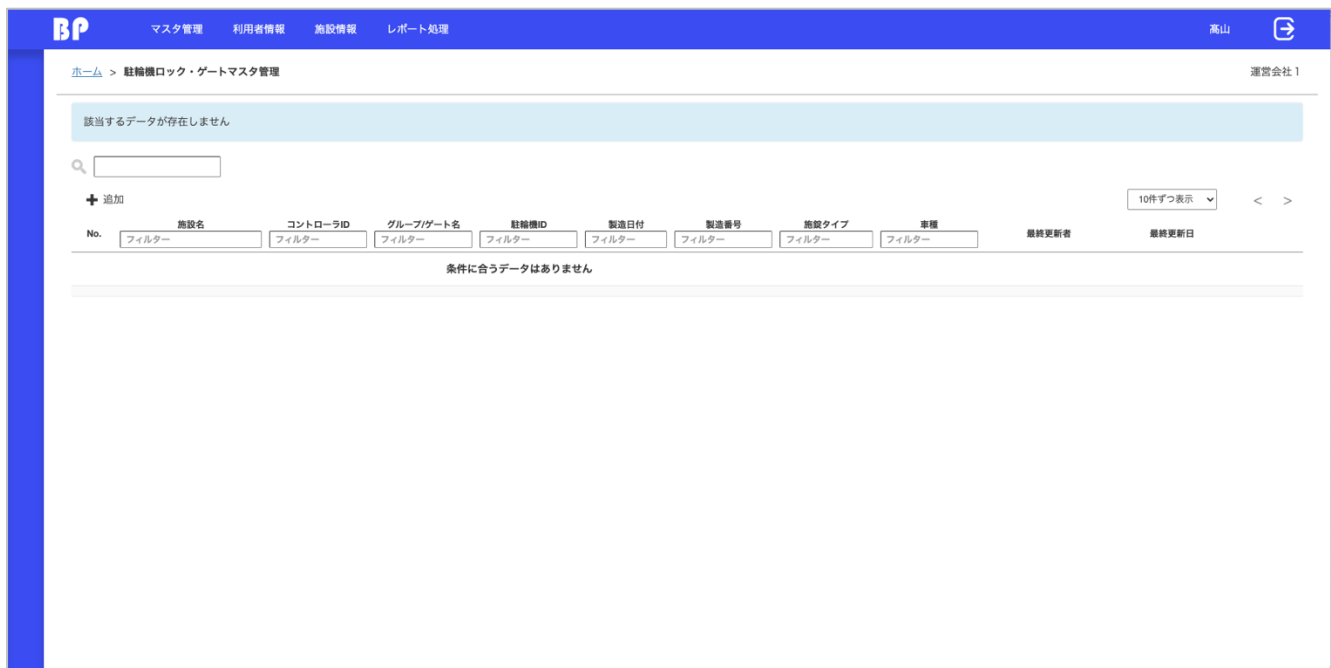 BP マスタ管理 利用者情報 施設情報 レポート処理 髙山
ホーム > 駐輪機ロック・ゲートマスタ管理 運営会社1
該当するデータが存在しません
追加 10件ずつ表示 < >
No. 施設名 コントローラID グループ/ゲート名 駐輪機ID 製造日付 製造番号 施錠タイプ 車種 最終更新者 最終更新日
フィルター フィルター フィルター フィルター フィルター フィルター フィルター フィルター
条件に合うデータはありません